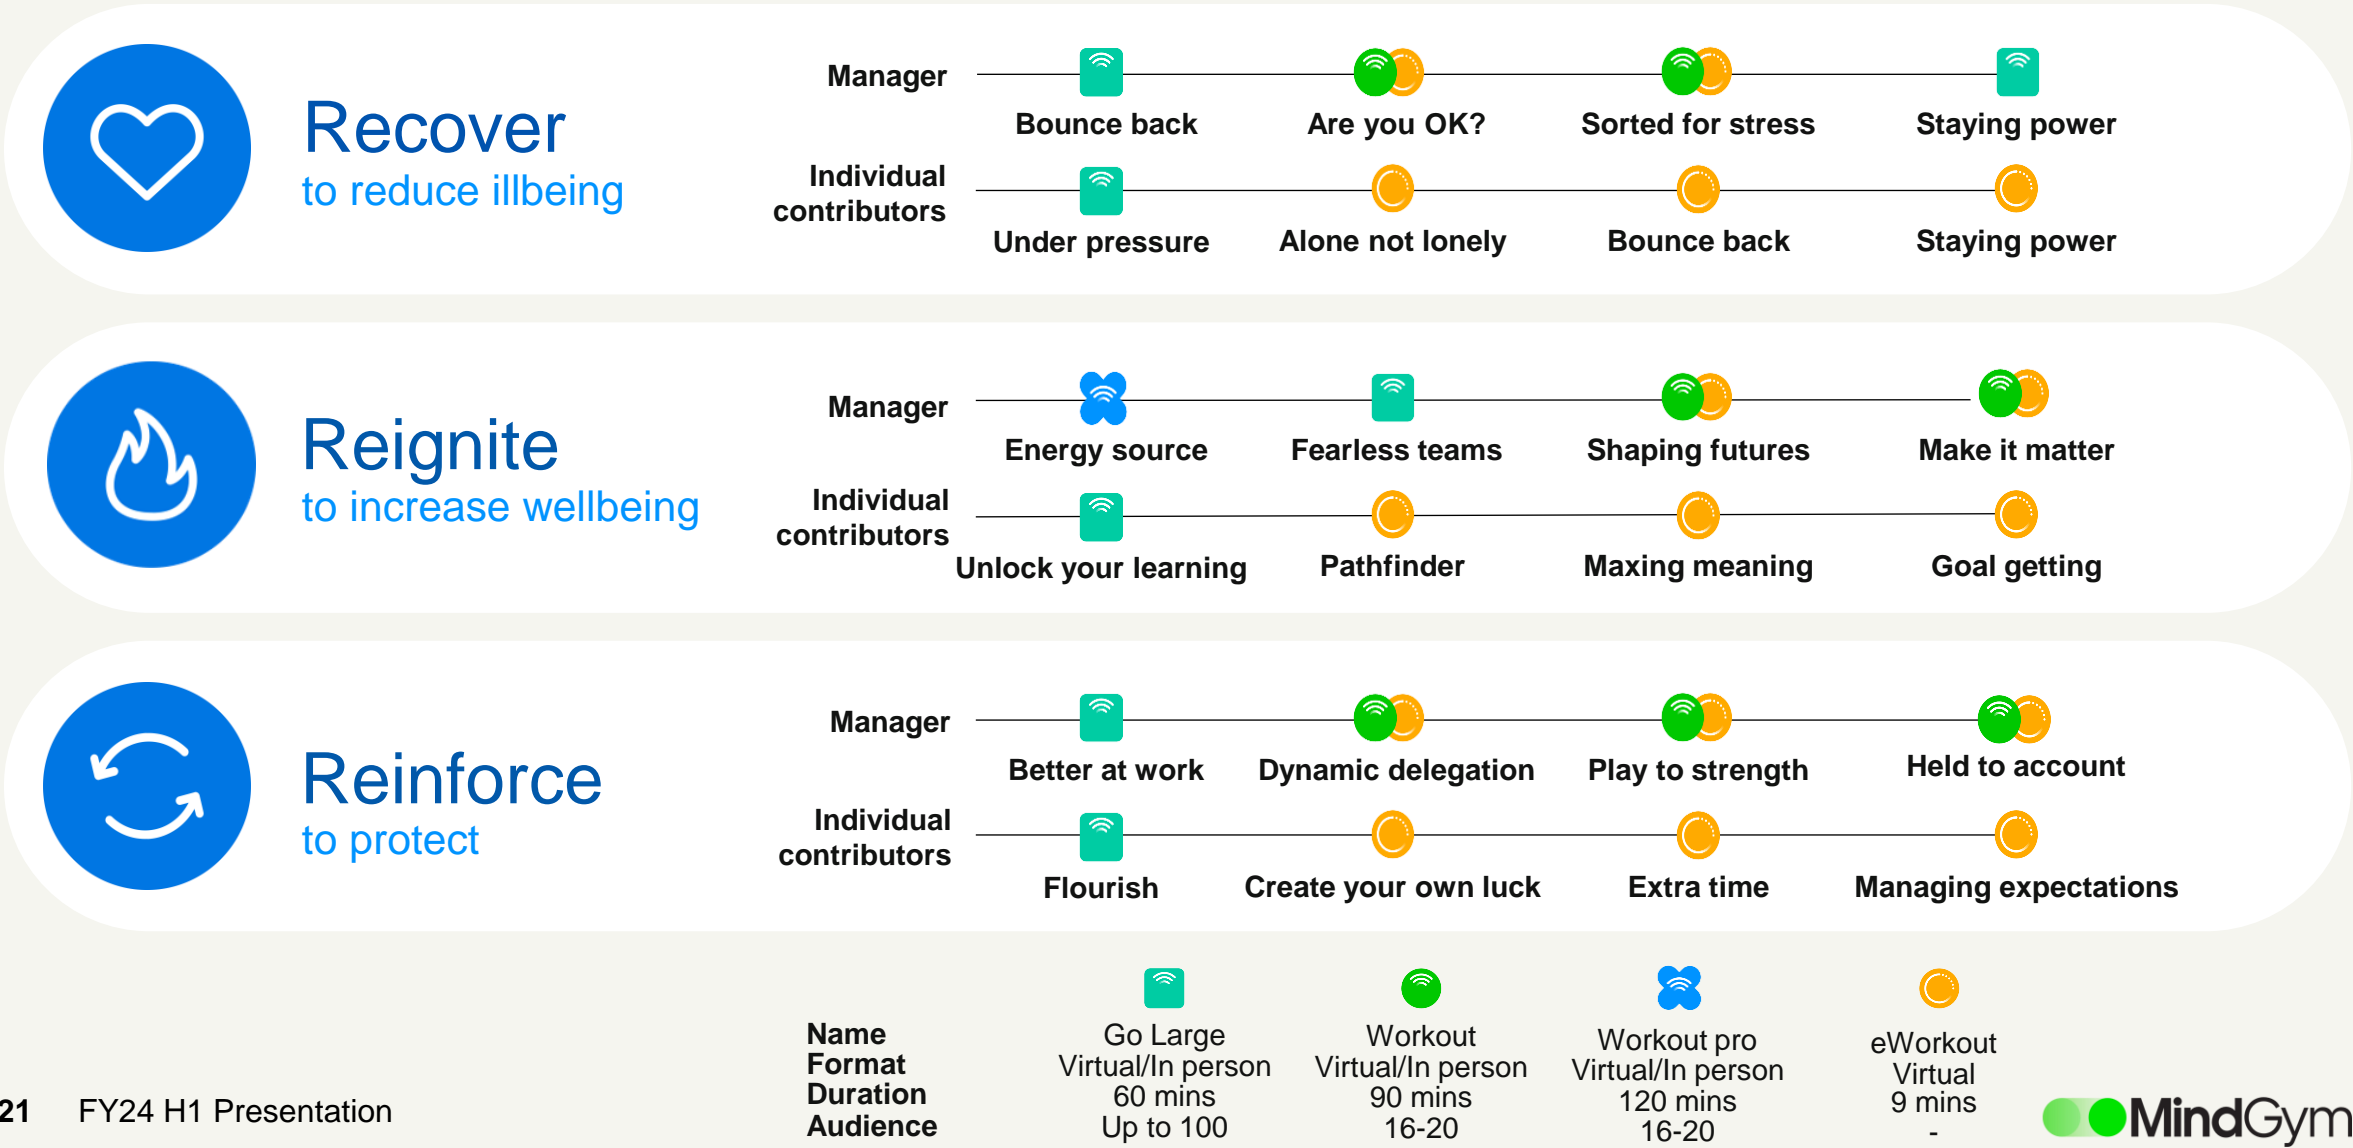 Recover
to reduce illbeing
Manager
Bounce back
Are you OK?
Sorted for stress
Staying power
Individual
contributors
Under pressure
Alone not lonely
Bounce back
Staying power
Reignite
to increase wellbeing
Manager
Energy source
Fearless teams
Shaping futures
Make it matter
Individual
contributors
Unlock your learning
Pathfinder
Maxing meaning
Goal getting
Reinforce
to protect
Manager
Better at work
Dynamic delegation
Play to strength
Held to account
Individual
contributors
Flourish
Create your own luck
Extra time
Managing expectations
Name
Format
Duration
Audience
Go Large
Virtual/In person
60 mins
Up to 100
Workout
Virtual/In person
90 mins
16-20
Workout pro
Virtual/In person
120 mins
16-20
eWorkout
Virtual
9 mins
-
21 FY24 H1 Presentation
MindGym